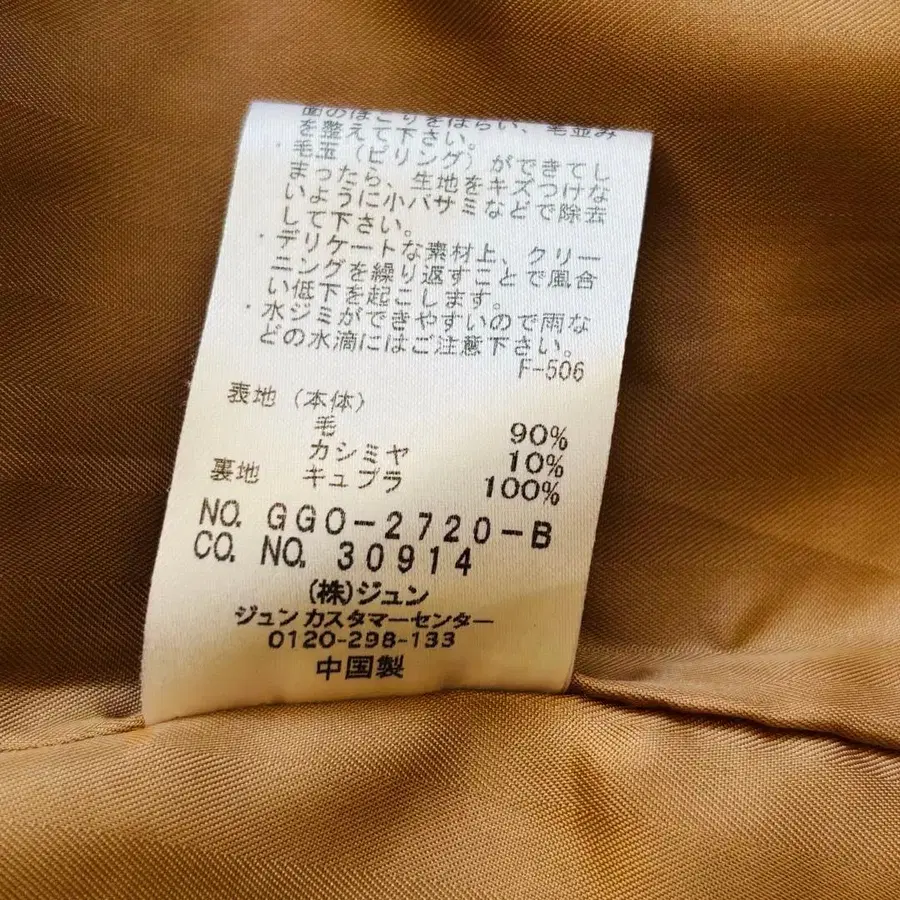 面のほこりをはらい、毛並み
を整えて下さい。
・毛玉（ピリング）ができてし
まったら、生地をキズつけな
いように小バサミなどで除去
して下さい。
・デリケートな素材上、クリー
ニングを繰り返すことで風合
い低下を起こします。
・水ジミができやすいので雨な
どの水滴にはご注意下さい。
F-506
表地（本体）
毛 90%
カシミヤ 10%
裏地 キュプラ 100%
NO. GGO-2720-B
CO. NO. 30914
(株)ジュン
ジュン カスタマーセンター
0120-298-133
中国製